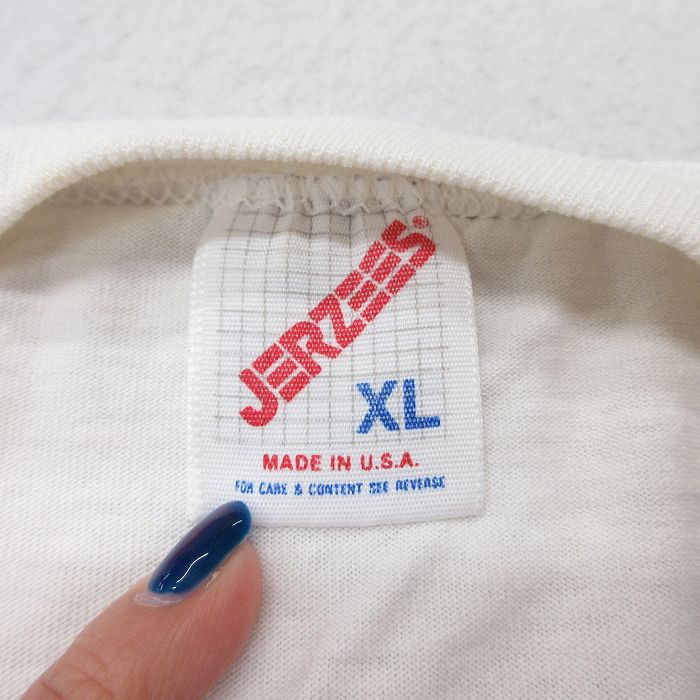 JERZEES®
XL
MADE IN U.S.A.
FOR CARE & CONTENT SEE REVERSE